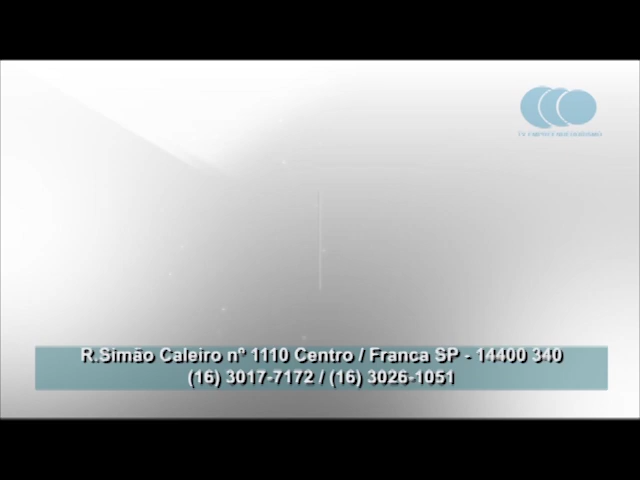 R.Simão Caleiro nº 1110 Centro / Franca SP - 14400 340
(16) 3017-7172 / (16) 3026-1051